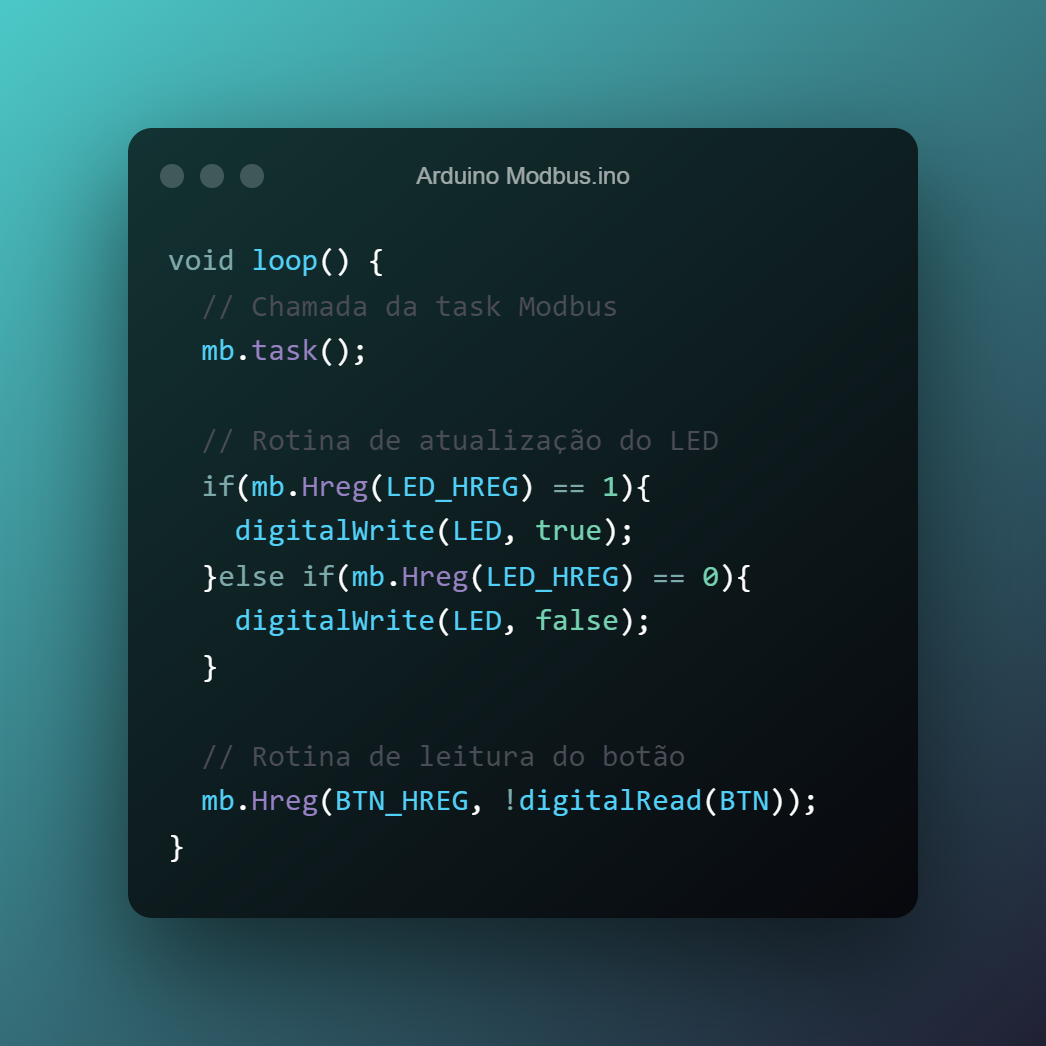 Arduino Modbus.ino
void loop() {
  // Chamada da task Modbus
  mb.task();
  // Rotina de atualização do LED
  if(mb.Hreg(LED_HREG) == 1){
    digitalWrite(LED, true);
  }else if(mb.Hreg(LED_HREG) == 0){
    digitalWrite(LED, false);
  }
  // Rotina de leitura do botão
  mb.Hreg(BTN_HREG, !digitalRead(BTN));
}